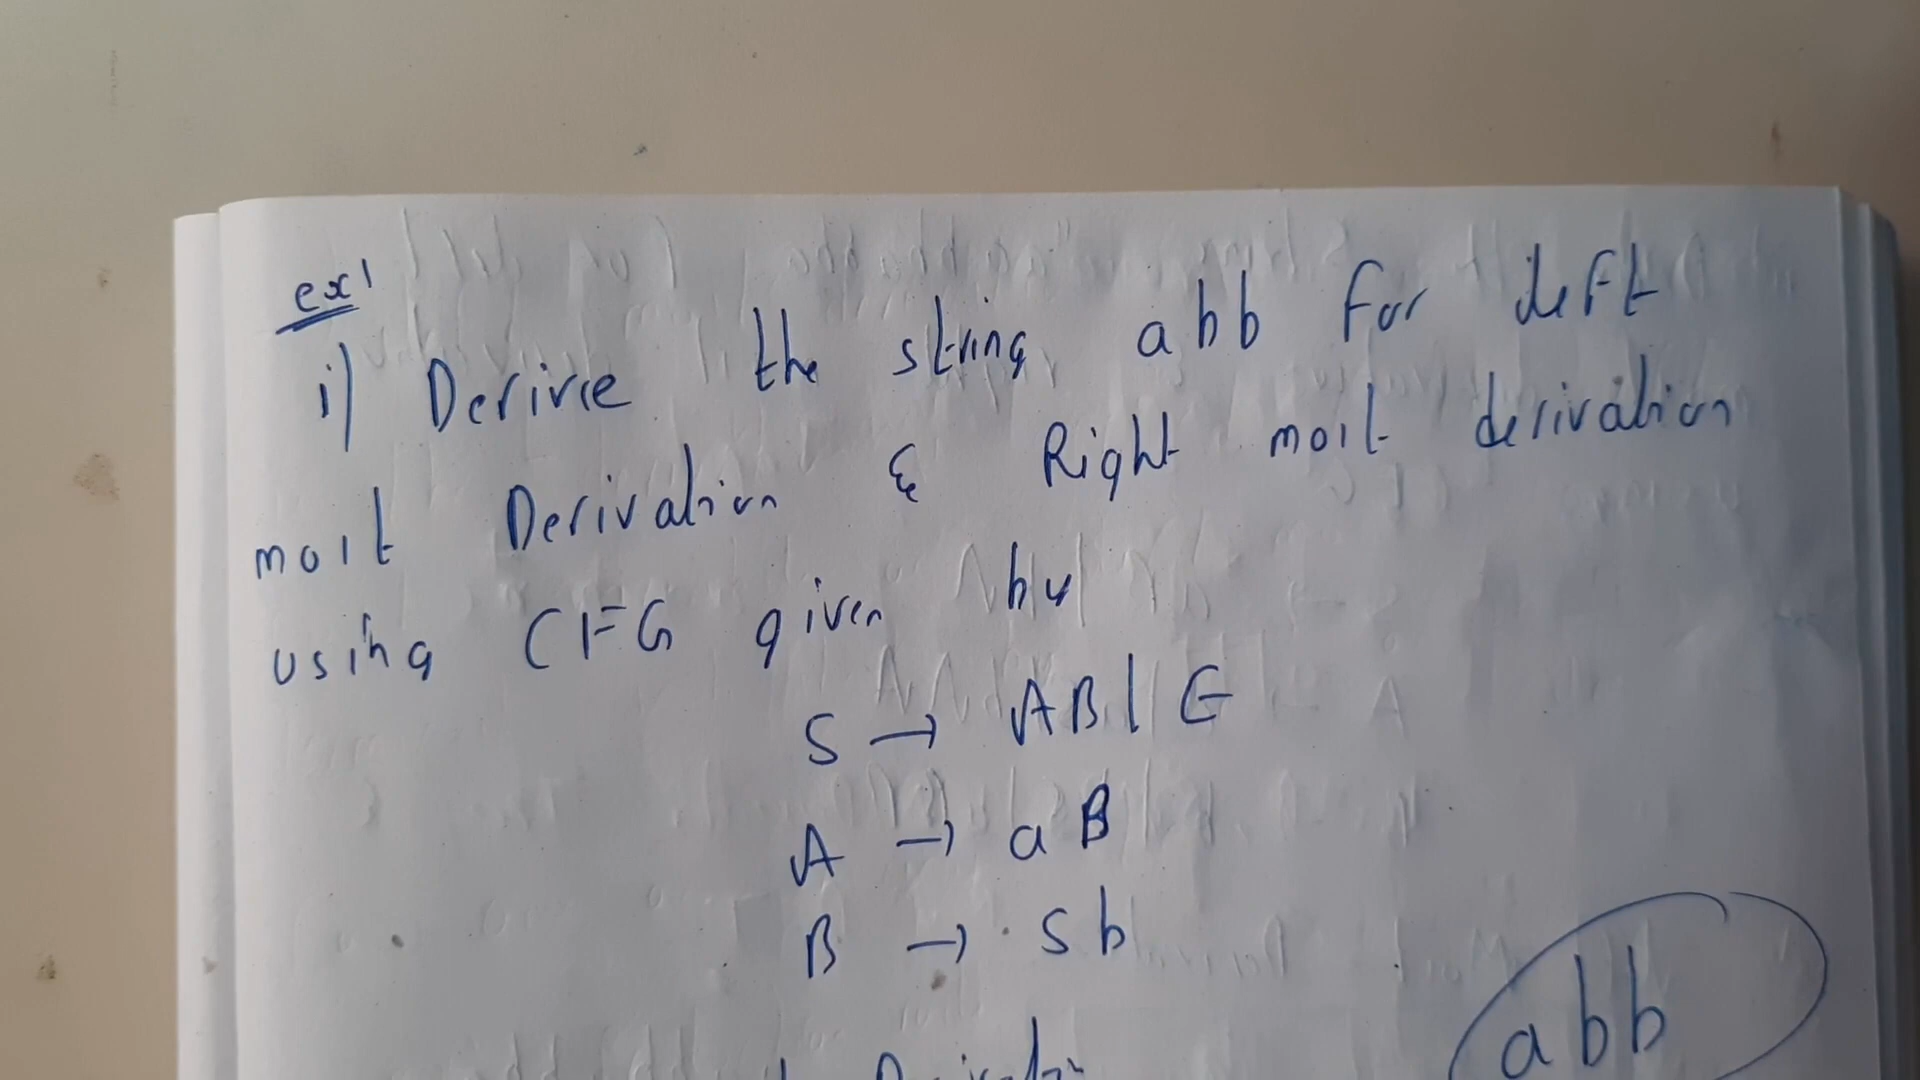 ex1
i) Derive the string abb for left
most Derivation & Right most derivation
using CFG given by
S → AB | ∈
A → aB
B → Sb
abb
Derivation